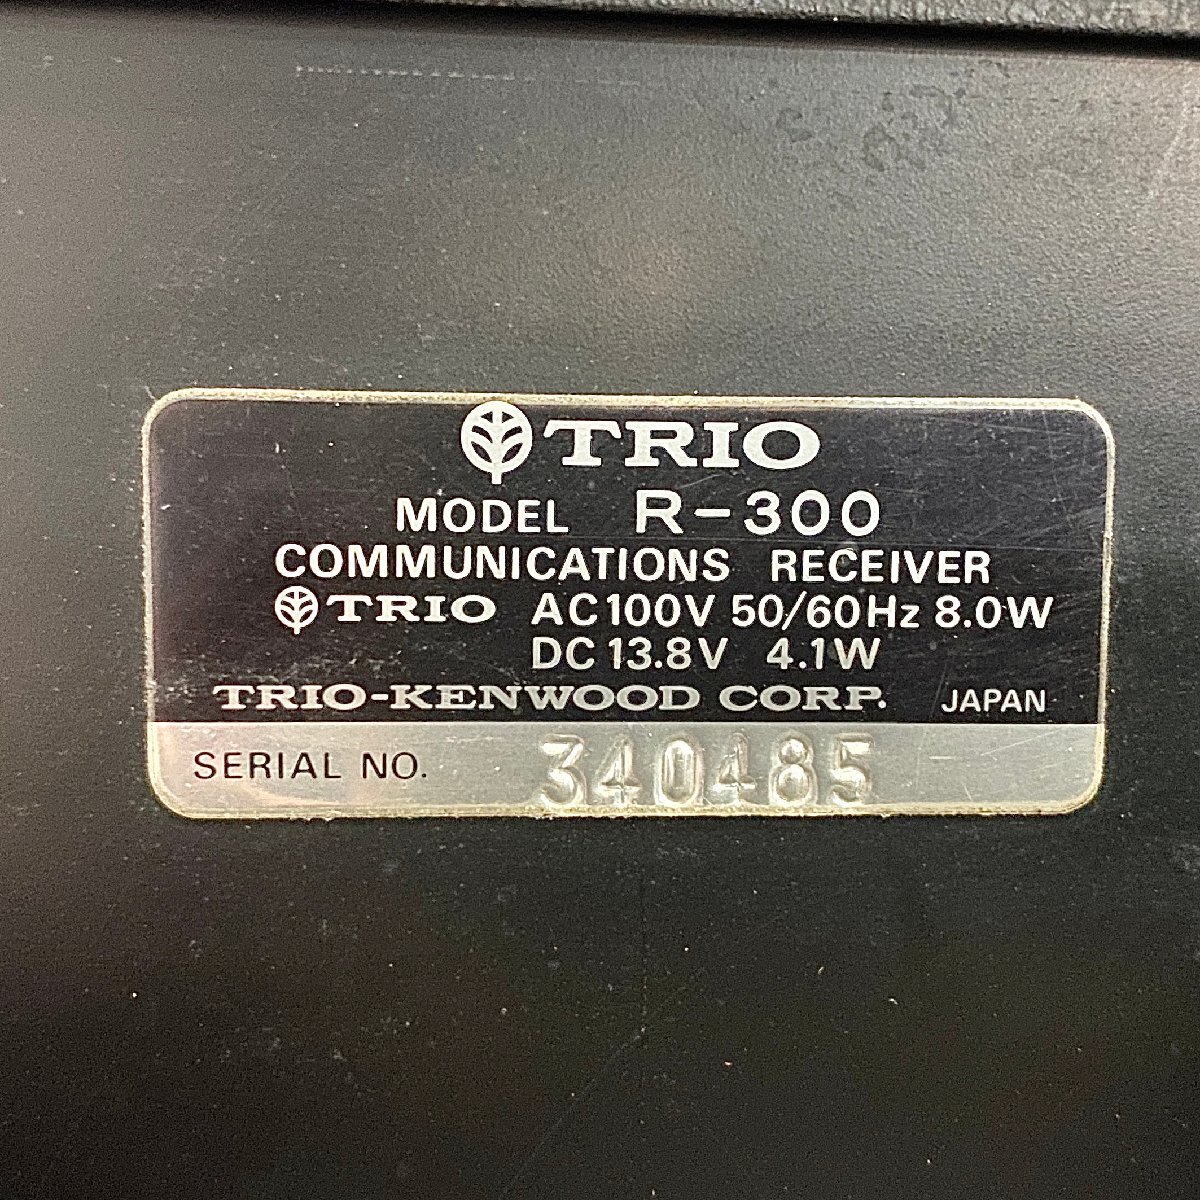 TRIO
MODEL R-300
COMMUNICATIONS RECEIVER
TRIO AC100V 50/60Hz 8.0W
DC 13.8V 4.1W
TRIO-KENWOOD CORP. JAPAN
SERIAL NO. 340485